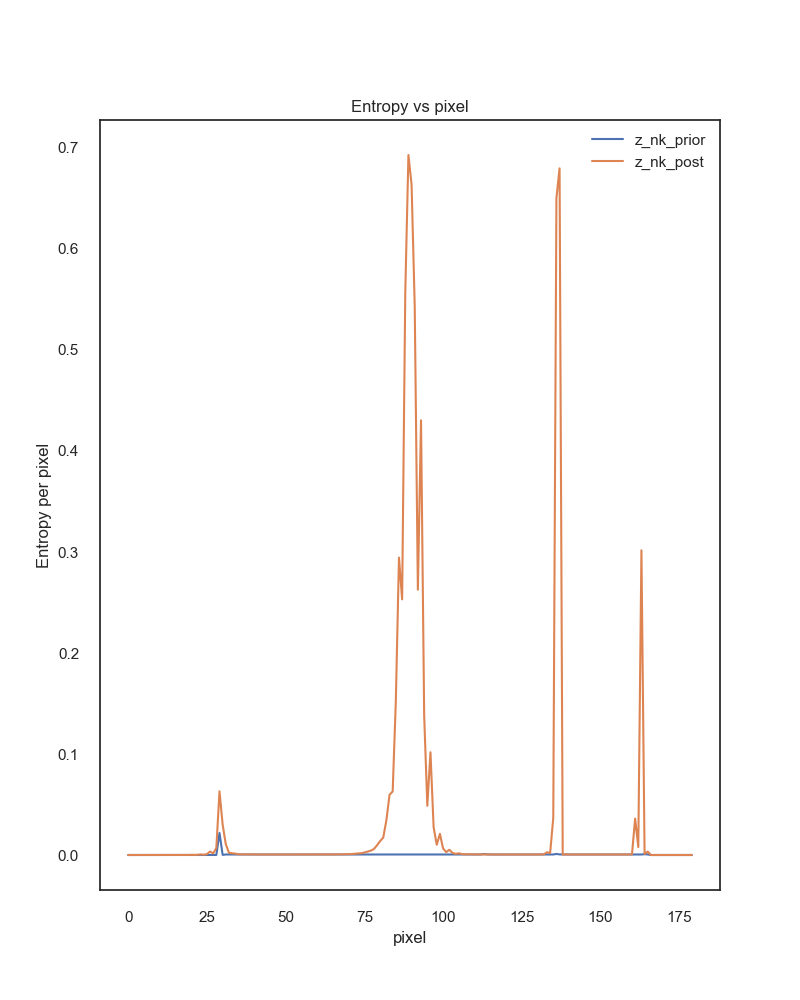 Entropy vs pixel
z_nk_prior
z_nk_post
Entropy per pixel
0.7
0.6
0.5
0.4
0.3
0.2
0.1
0.0
0 25 50 75 100 125 150 175
pixel